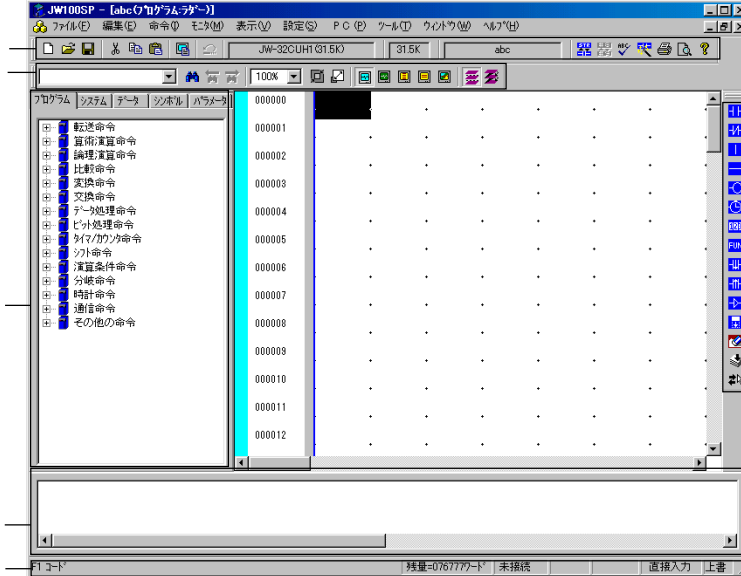 JW100SP - [abc(ﾌﾟﾛｸﾞﾗﾑ:ﾗﾀﾞｰ)]
ﾌｧｲﾙ(F) 編集(E) 命令(I) ﾓﾆﾀ(M) 表示(V) 設定(S) P C (P) ﾂｰﾙ(T) ｳｨﾝﾄﾞｳ(W) ﾍﾙﾌﾟ(H)
JW-32CUH1(31.5K) 31.5K abc
100%
ﾌﾟﾛｸﾞﾗﾑ ｼｽﾃﾑ ﾃﾞｰﾀ ｼﾝﾎﾞﾙ ﾊﾟﾗﾒｰﾀ
転送命令
算術演算命令
論理演算命令
比較命令
変換命令
交換命令
ﾃﾞｰﾀ処理命令
ﾋﾞｯﾄ処理命令
ﾀｲﾏ/ｶｳﾝﾀ命令
ｼﾌﾄ命令
演算条件命令
分岐命令
時計命令
通信命令
その他の命令
000000
000001
000002
000003
000004
000005
000006
000007
000008
000009
000010
000011
000012
FUN
F1 ｺｰﾄﾞ 残量=076777ﾜｰﾄﾞ 未接続 直接入力 上書